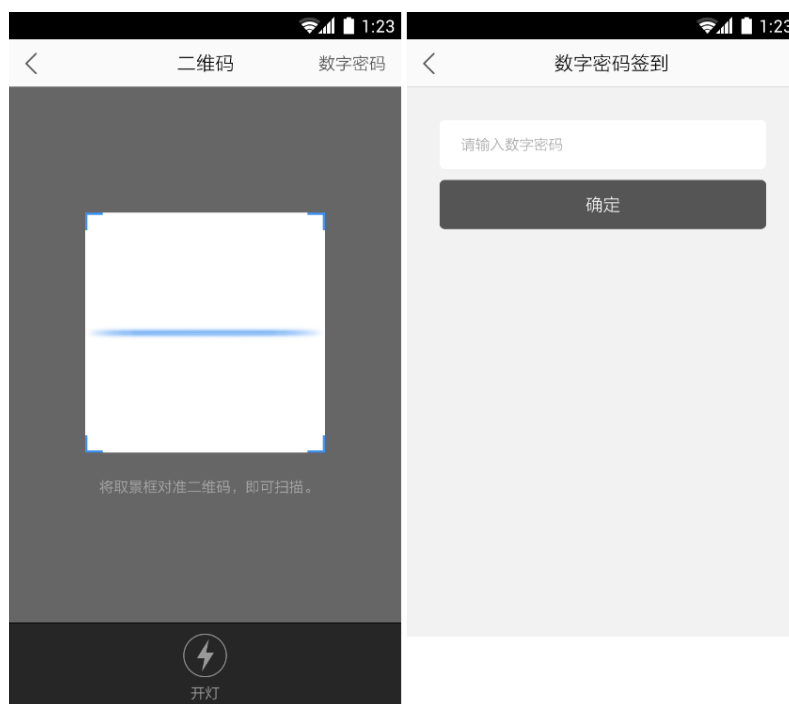 1:23
二维码
数字密码
将取景框对准二维码，即可扫描。
开灯
1:23
数字密码签到
请输入数字密码
确定